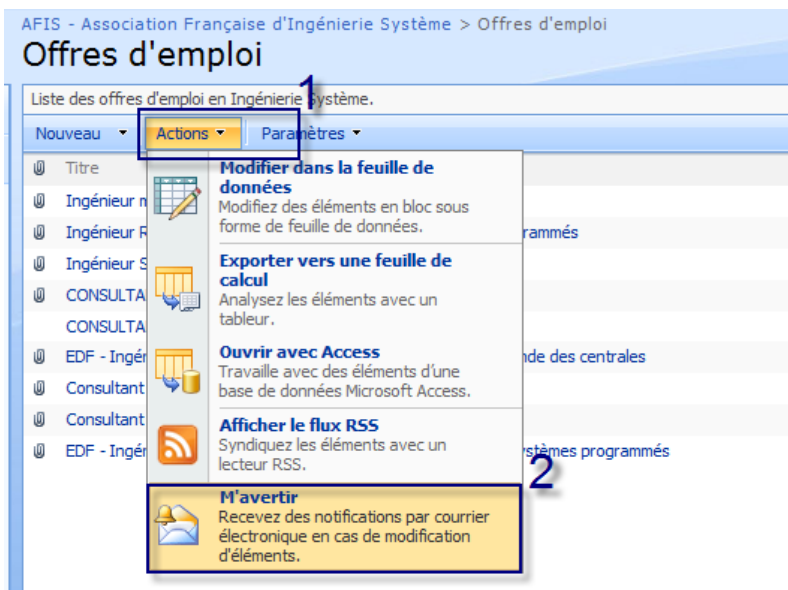 AFIS - Association Française d'Ingénierie Système > Offres d'emploi
Offres d'emploi
1
Liste des offres d'emploi en Ingénierie Système.
Nouveau Actions Paramètres
Titre
Ingénieur
Ingénieur
rammés
Ingénieur
CONSULTA
CONSULTA
EDF - Ingér
nde des centrales
Consultant
Consultant
EDF - Ingér
stèmes programmés
Modifier dans la feuille de
données
Modifiez des éléments en bloc sous
forme de feuille de données.
Exporter vers une feuille de
calcul
Analysez les éléments avec un
tableur.
Ouvrir avec Access
Travaille avec des éléments d'une
base de données Microsoft Access.
Afficher le flux RSS
Syndiquez les éléments avec un
lecteur RSS.
2
M'avertir
Recevez des notifications par courrier
électronique en cas de modification
d'éléments.